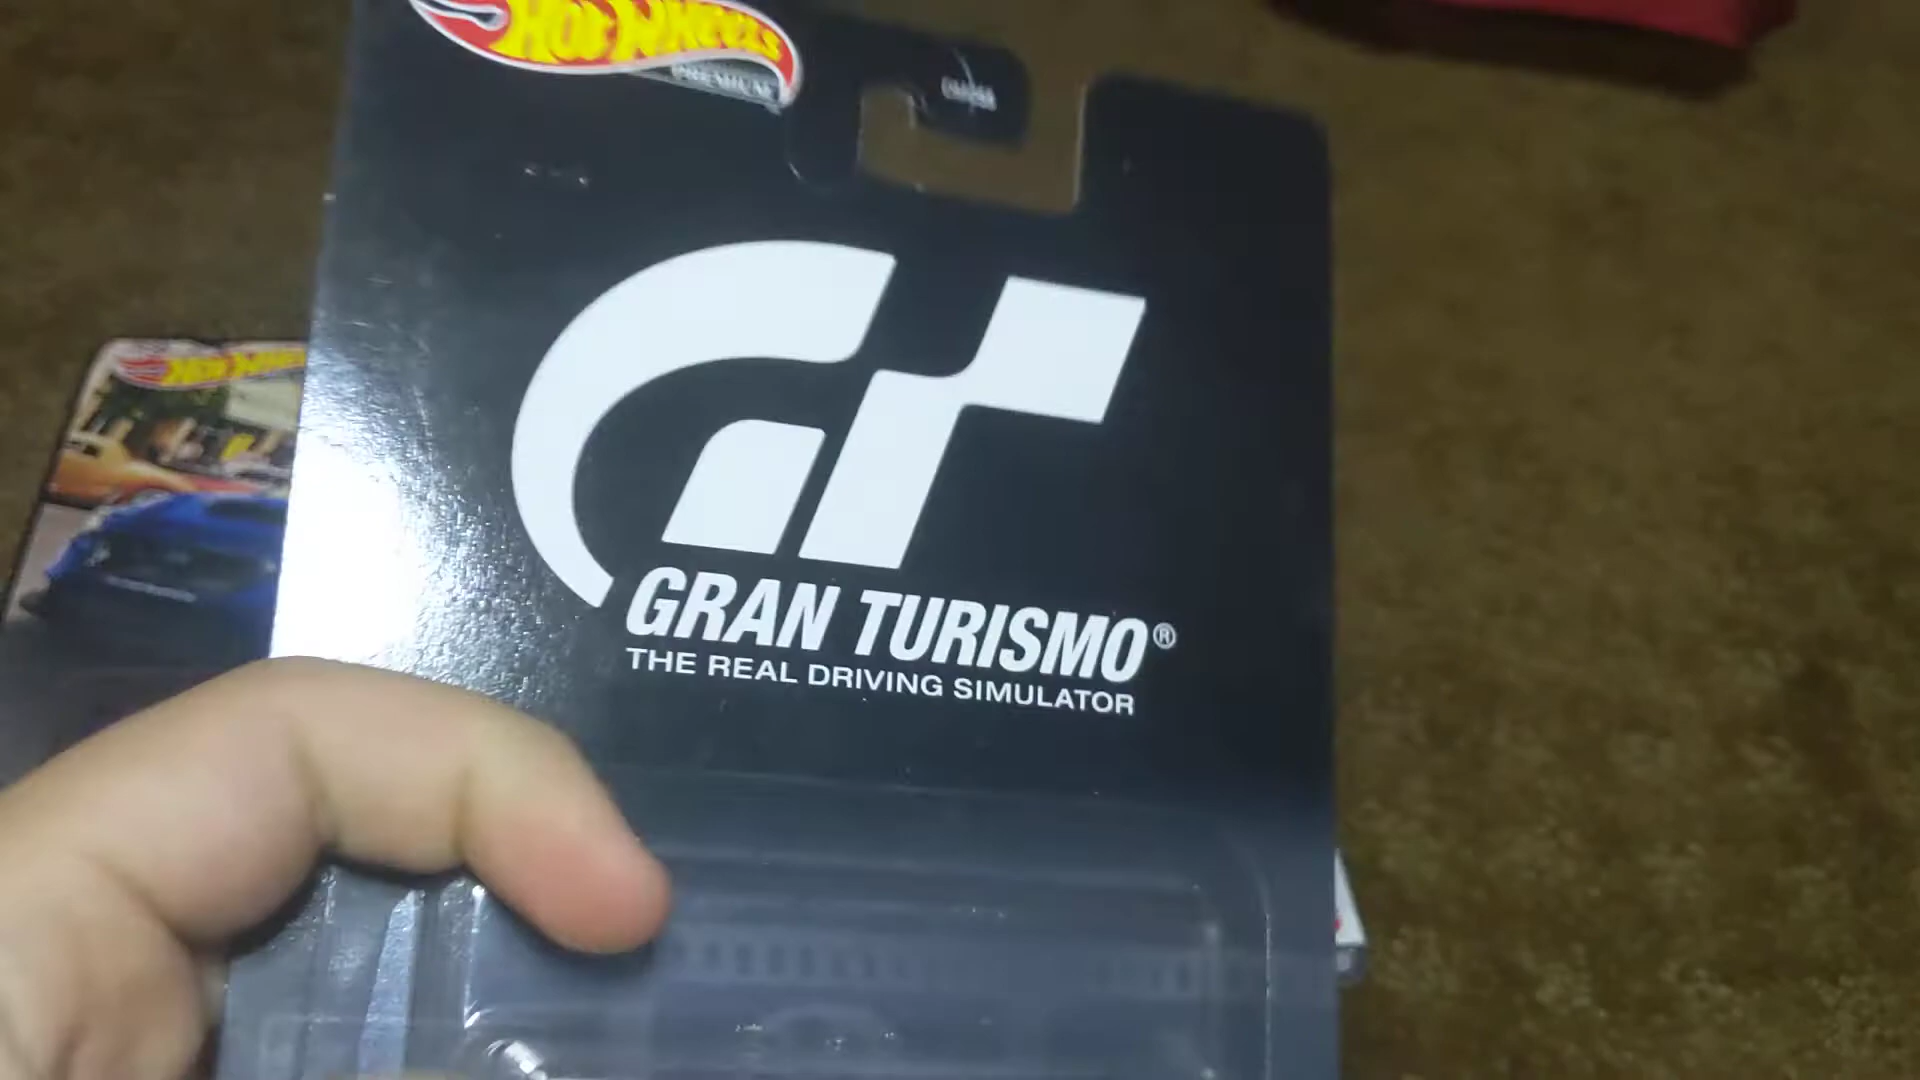 HOT WHEELS
PREMIUM
GRAN TURISMO®
THE REAL DRIVING SIMULATOR
HOT WHEELS